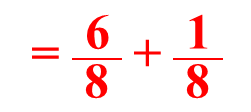 = 6/8 + 1/8